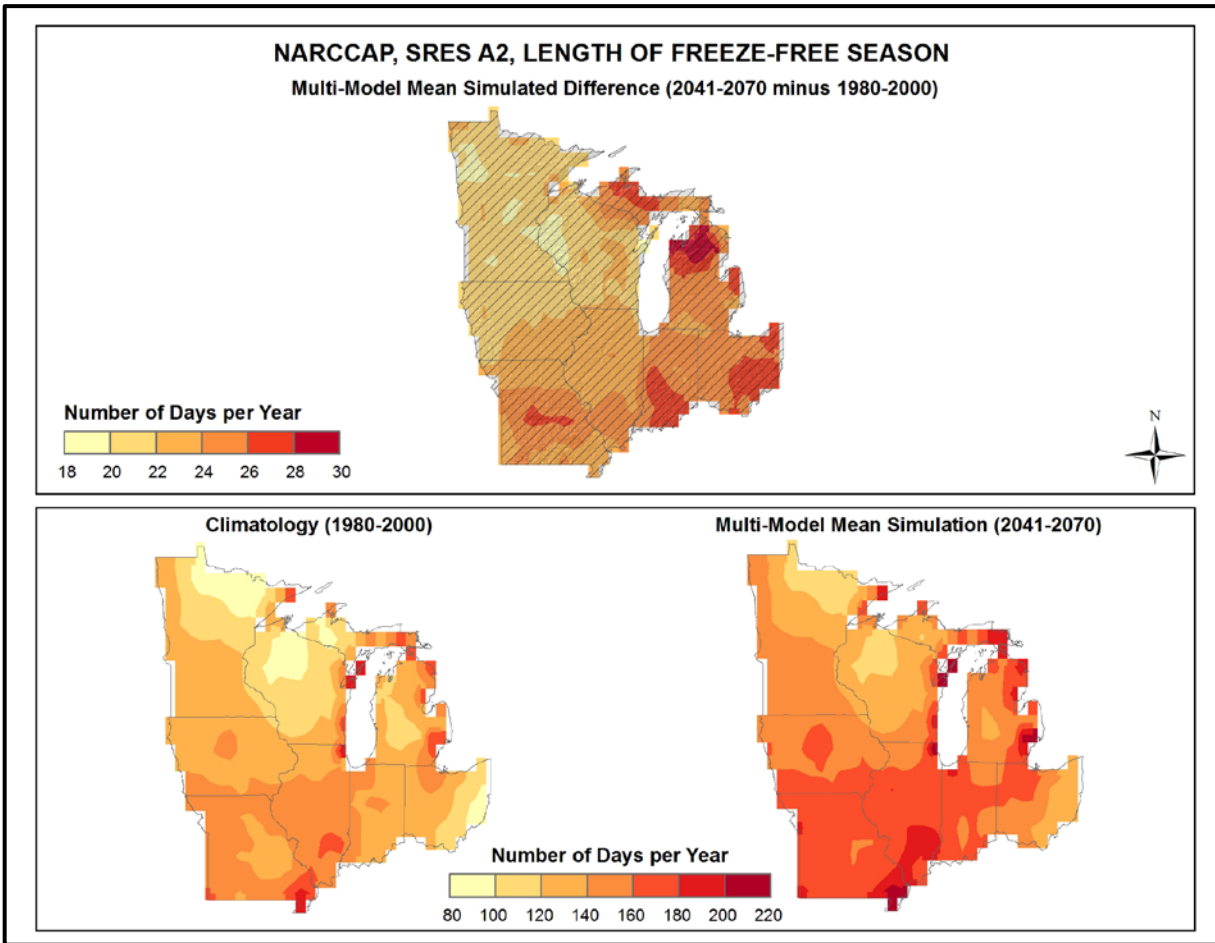 NARCCAP, SRES A2, LENGTH OF FREEZE-FREE SEASON
Multi-Model Mean Simulated Difference (2041-2070 minus 1980-2000)
Number of Days per Year
18 20 22 24 26 28 30
N
Climatology (1980-2000)
Multi-Model Mean Simulation (2041-2070)
Number of Days per Year
80 100 120 140 160 180 200 220